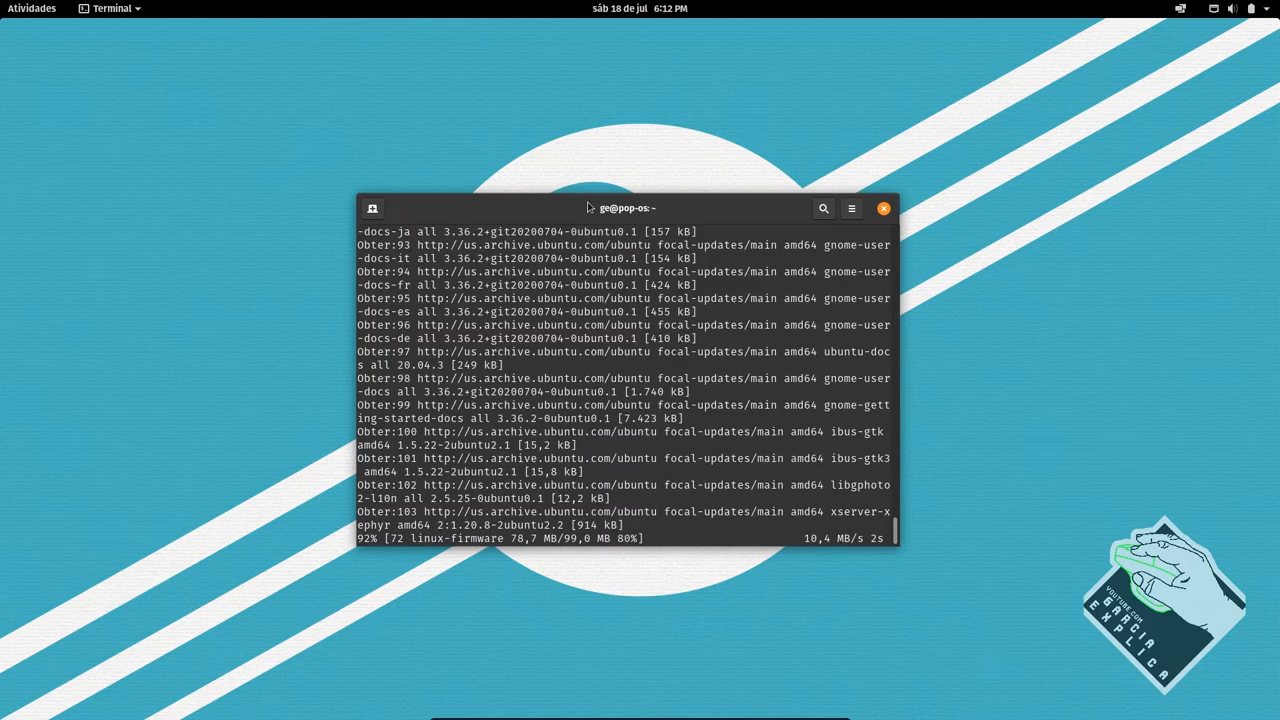 Atividades
Terminal
sáb 18 de jul 6:12 PM
ge@pop-os: ~
-docs-ja all 3.36.2+git20200704-0ubuntu0.1 [157 kB]
Obter:93 http://us.archive.ubuntu.com/ubuntu focal-updates/main amd64 gnome-user
-docs-it all 3.36.2+git20200704-0ubuntu0.1 [154 kB]
Obter:94 http://us.archive.ubuntu.com/ubuntu focal-updates/main amd64 gnome-user
-docs-fr all 3.36.2+git20200704-0ubuntu0.1 [424 kB]
Obter:95 http://us.archive.ubuntu.com/ubuntu focal-updates/main amd64 gnome-user
-docs-es all 3.36.2+git20200704-0ubuntu0.1 [455 kB]
Obter:96 http://us.archive.ubuntu.com/ubuntu focal-updates/main amd64 gnome-user
-docs-de all 3.36.2+git20200704-0ubuntu0.1 [410 kB]
Obter:97 http://us.archive.ubuntu.com/ubuntu focal-updates/main amd64 ubuntu-doc
s all 20.04.3 [249 kB]
Obter:98 http://us.archive.ubuntu.com/ubuntu focal-updates/main amd64 gnome-user
-docs all 3.36.2+git20200704-0ubuntu0.1 [1.740 kB]
Obter:99 http://us.archive.ubuntu.com/ubuntu focal-updates/main amd64 gnome-gett
ing-started-docs all 3.36.2-0ubuntu0.1 [7.423 kB]
Obter:100 http://us.archive.ubuntu.com/ubuntu focal-updates/main amd64 ibus-gtk
amd64 1.5.22-2ubuntu2.1 [15,2 kB]
Obter:101 http://us.archive.ubuntu.com/ubuntu focal-updates/main amd64 ibus-gtk3
amd64 1.5.22-2ubuntu2.1 [15,8 kB]
Obter:102 http://us.archive.ubuntu.com/ubuntu focal-updates/main amd64 libgphoto
2-l10n all 2.5.25-0ubuntu0.1 [12,2 kB]
Obter:103 http://us.archive.ubuntu.com/ubuntu focal-updates/main amd64 xserver-x
ephyr amd64 2:1.20.8-2ubuntu2.2 [914 kB]
92% [72 linux-firmware 78,7 MB/99,0 MB 80%] 10,4 MB/s 2s
YOUTUBE.COM
GARCIA
EXPLICA